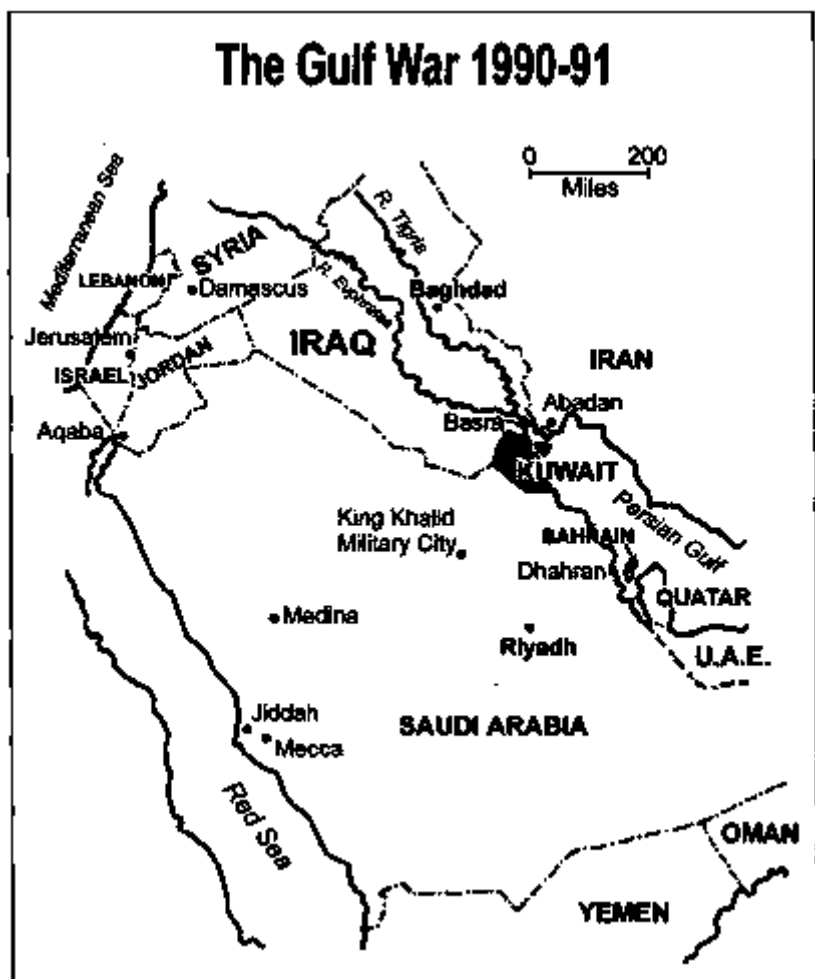 The Gulf War 1990-91
0 200
Miles
Mediterranean Sea
R. Tigris
SYRIA
LEBANON
Damascus
R. Euphrates
Baghdad
Jerusalem
IRAQ
IRAN
ISRAEL
JORDAN
Abadan
Basra
Aqaba
KUWAIT
King Khalid
Military City
Persian Gulf
BAHRAIN
Dhahran
QUATAR
Medina
Riyadh
U.A.E.
Jiddah
SAUDI ARABIA
Mecca
Red Sea
OMAN
YEMEN